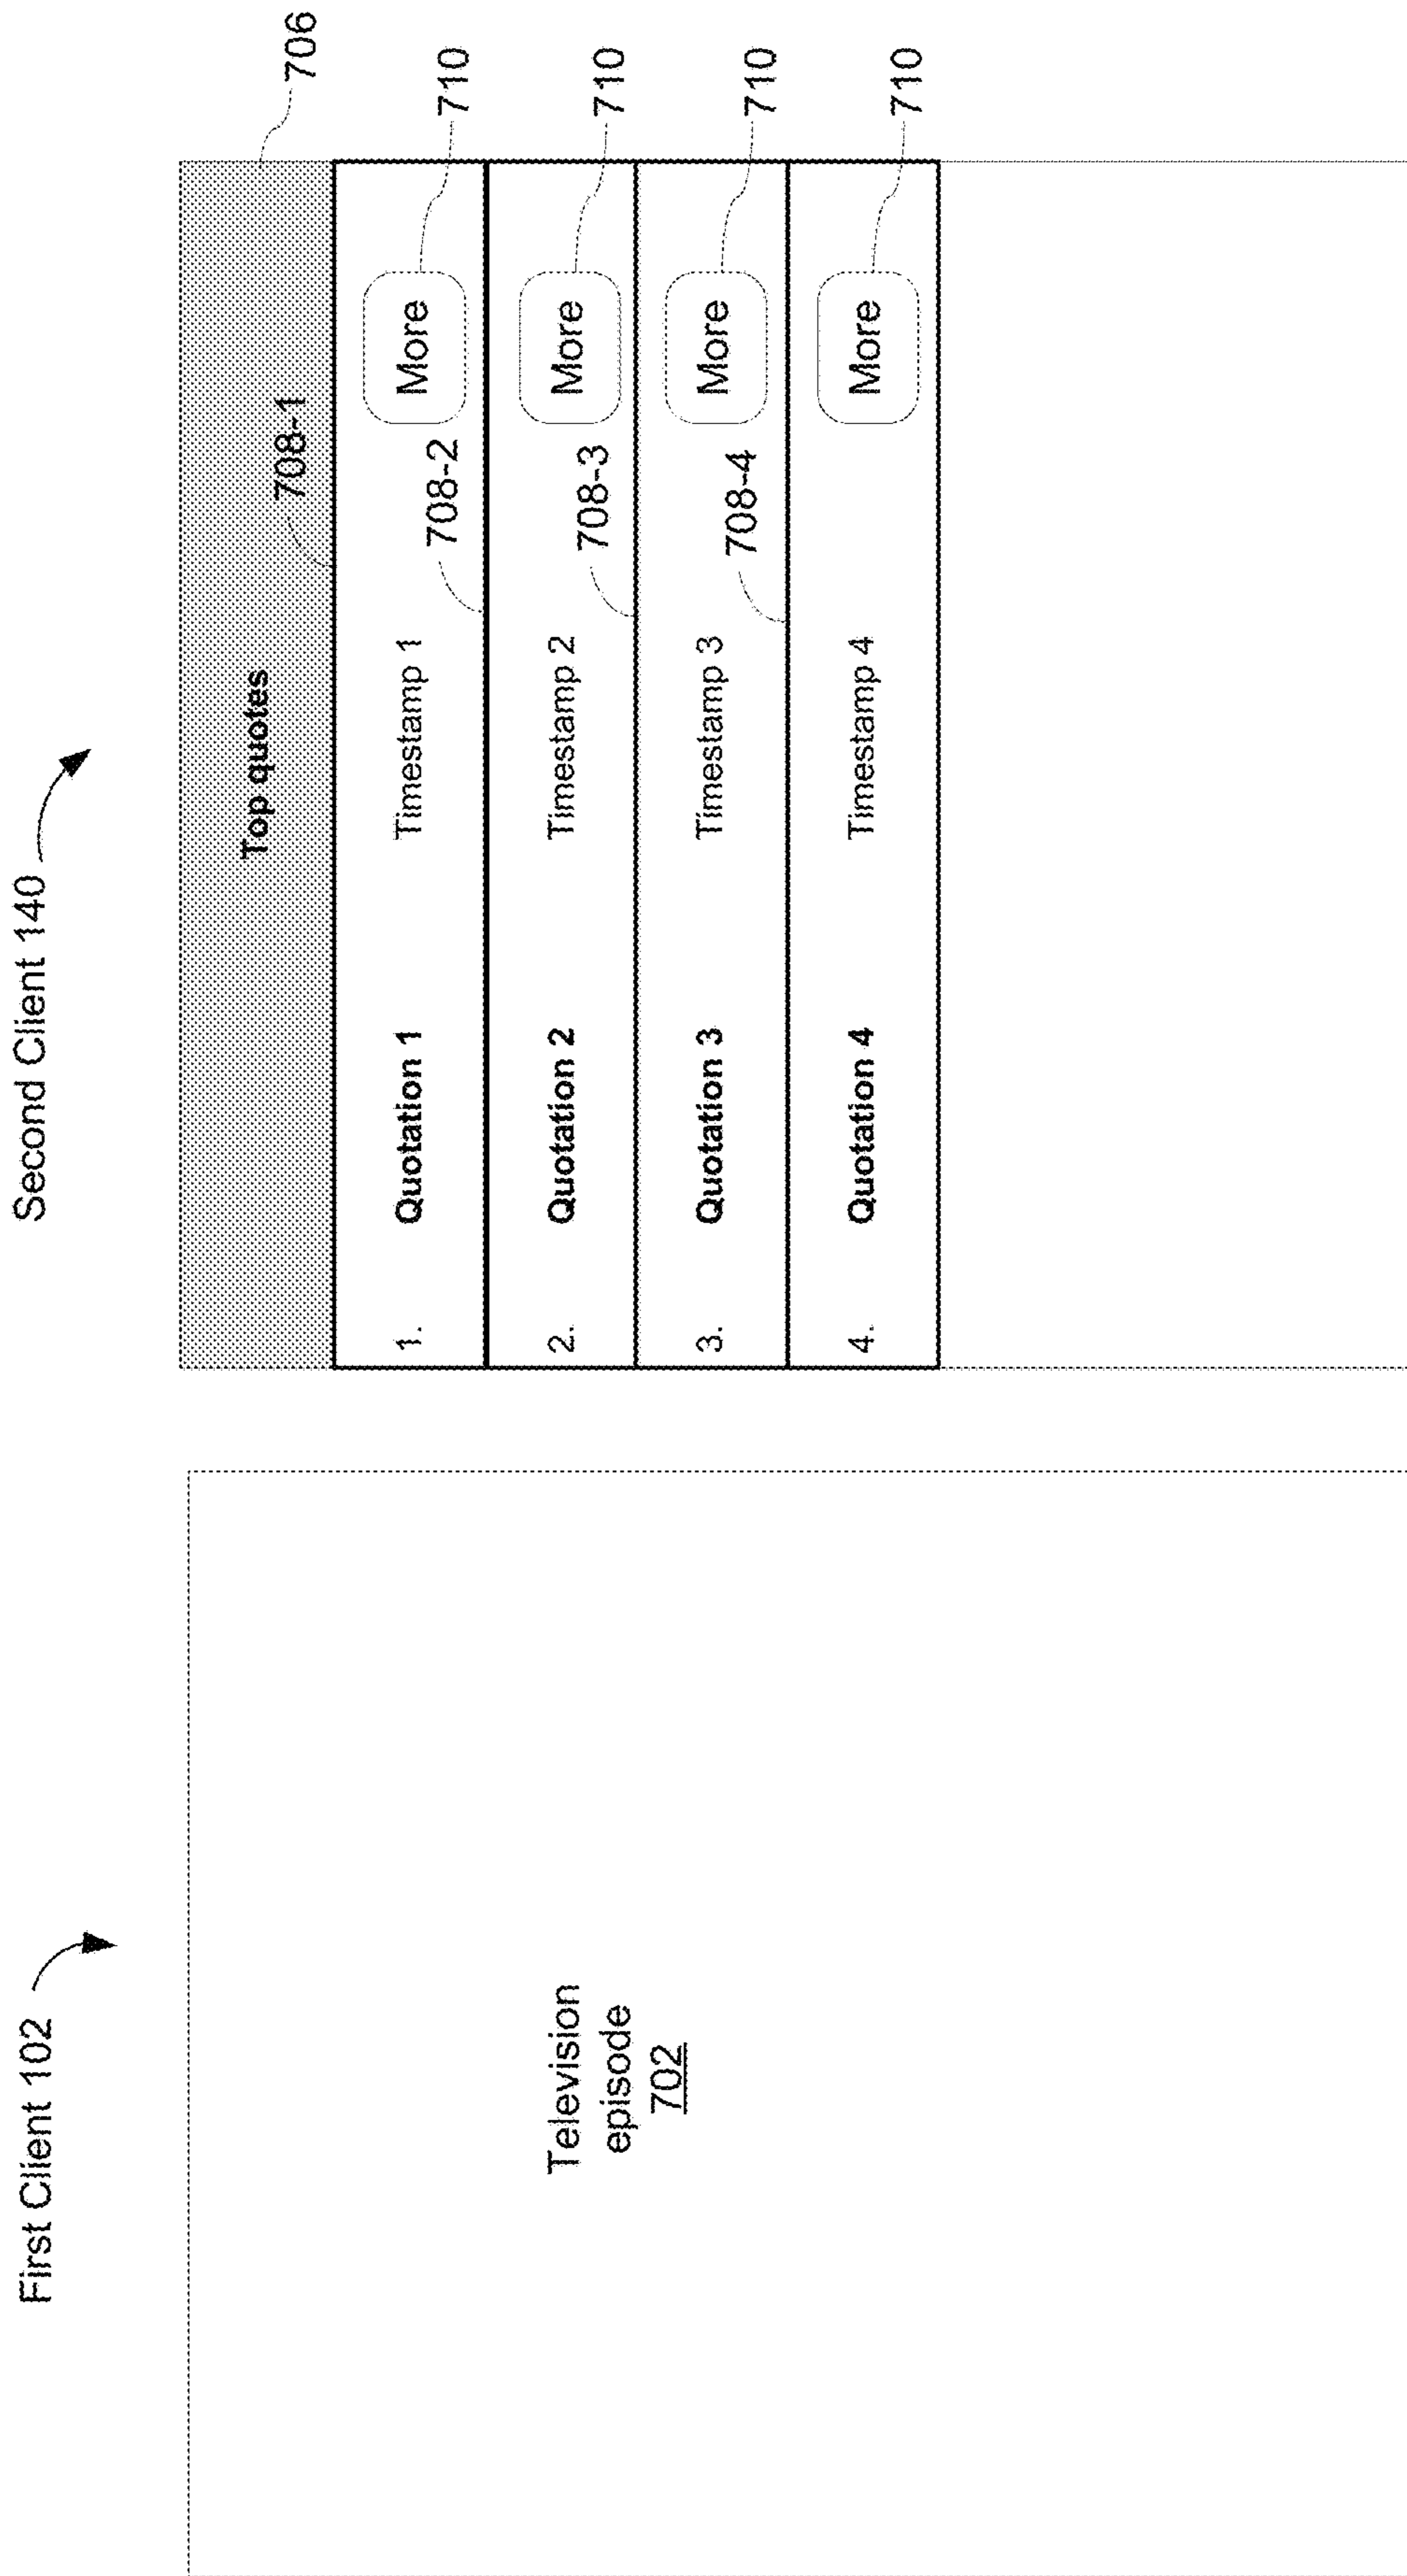 First Client 102
Television
episode
702
Second Client 140
706
Top quotes
708-1
1. Quotation 1 Timestamp 1 More 710
708-2
2. Quotation 2 Timestamp 2 More 710
708-3
3. Quotation 3 Timestamp 3 More 710
708-4
4. Quotation 4 Timestamp 4 More 710